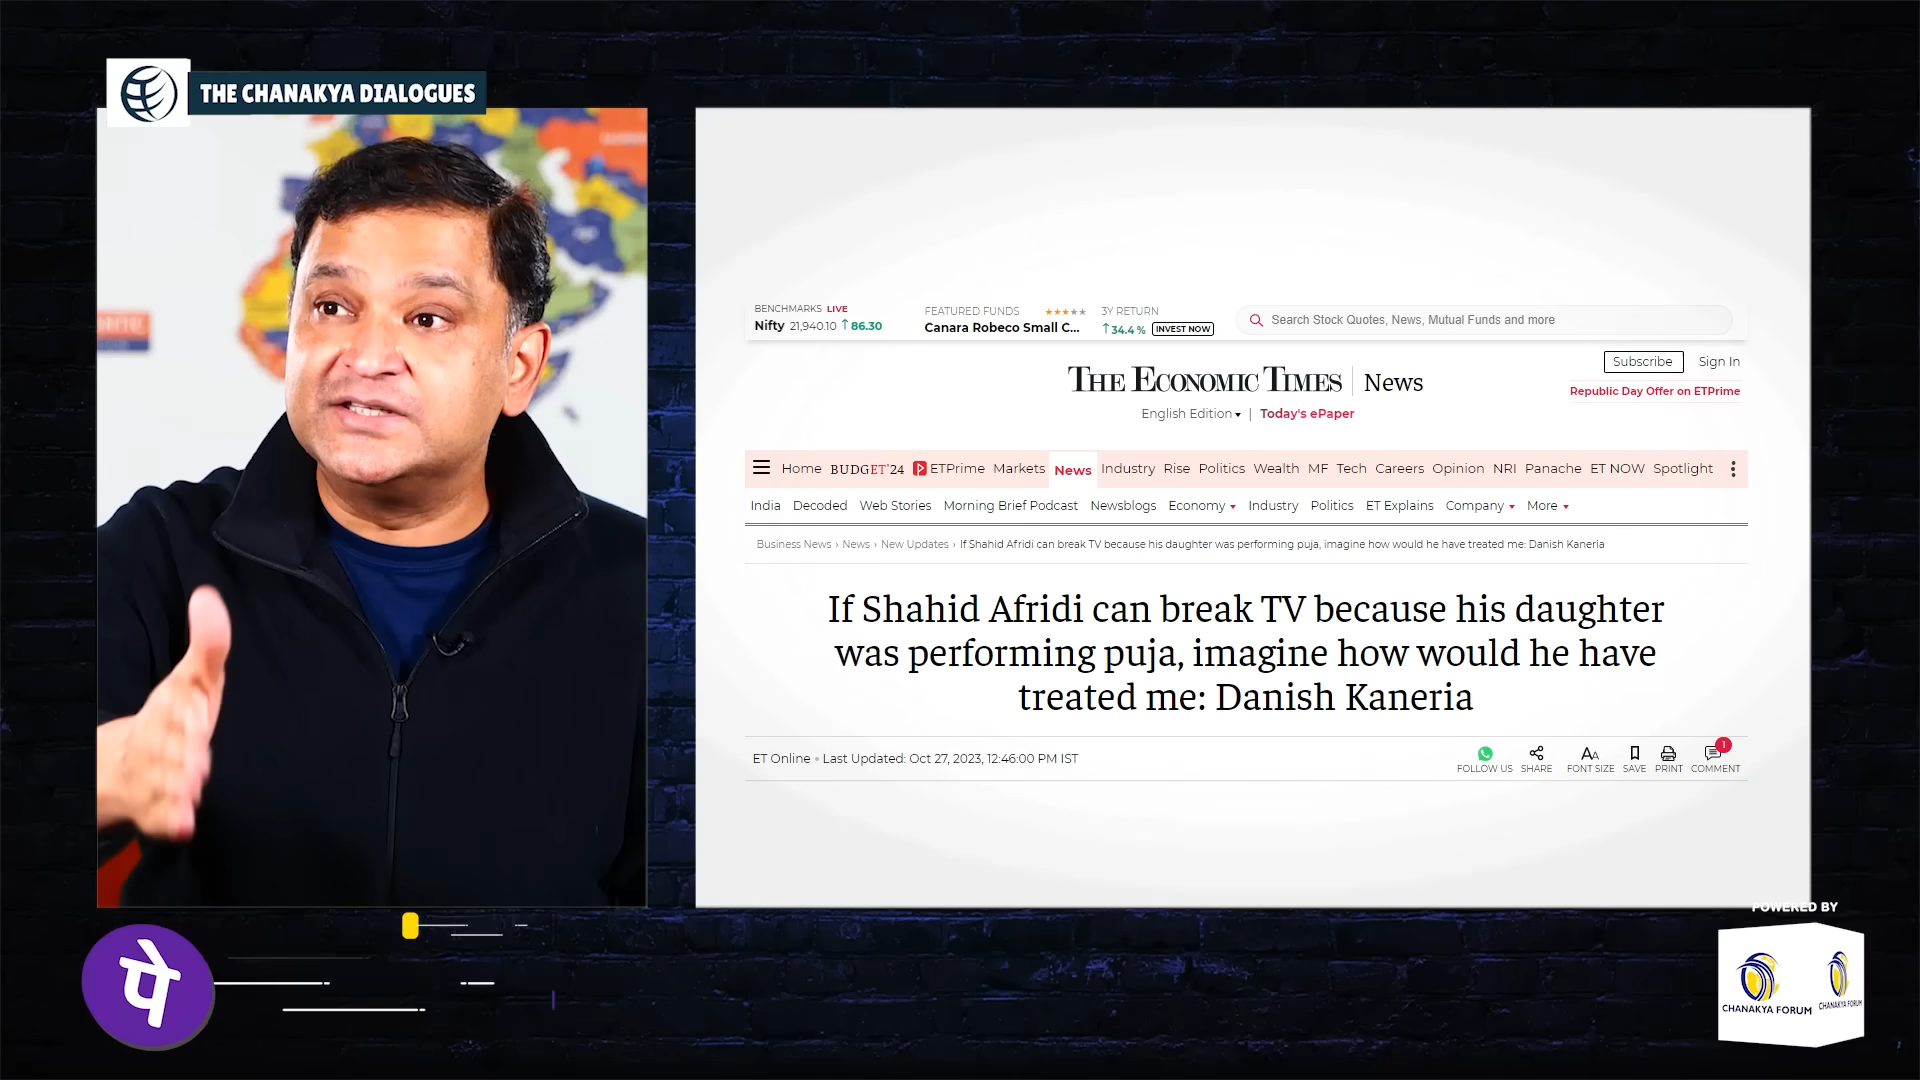 THE CHANAKYA DIALOGUES
BENCHMARKS LIVE
Nifty 21,940.10 ↑ 86.30
FEATURED FUNDS ★★★★★
Canara Robeco Small C...
3Y RETURN
↑ 34.4 % INVEST NOW
Search Stock Quotes, News, Mutual Funds and more
THE ECONOMIC TIMES | News
Subscribe Sign In
Republic Day Offer on ETPrime
English Edition | Today's ePaper
Home BUDGET'24 ETPrime Markets News Industry Rise Politics Wealth MF Tech Careers Opinion NRI Panache ET NOW Spotlight
India Decoded Web Stories Morning Brief Podcast Newsblogs Economy Industry Politics ET Explains Company More
Business News › News › New Updates › If Shahid Afridi can break TV because his daughter was performing puja, imagine how would he have treated me: Danish Kaneria
If Shahid Afridi can break TV because his daughter
was performing puja, imagine how would he have
treated me: Danish Kaneria
ET Online • Last Updated: Oct 27, 2023, 12:46:00 PM IST
FOLLOW US SHARE FONT SIZE SAVE PRINT COMMENT
1
AA
POWERED BY
पे
CHANAKYA FORUM
CHANAKYA FORUM